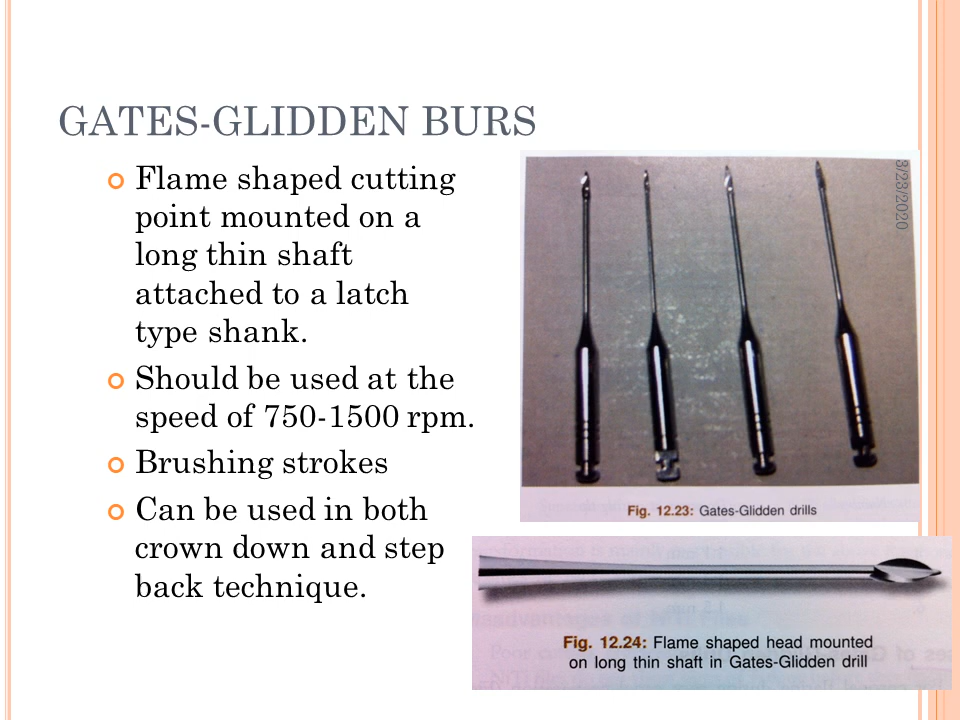 GATES-GLIDDEN BURS
Flame shaped cutting
point mounted on a
long thin shaft
attached to a latch
type shank.
Should be used at the
speed of 750-1500 rpm.
Brushing strokes
Can be used in both
crown down and step
back technique.
3/23/2020
Fig. 12.23: Gates-Glidden drills
Fig. 12.24: Flame shaped head mounted
on long thin shaft in Gates-Glidden drill